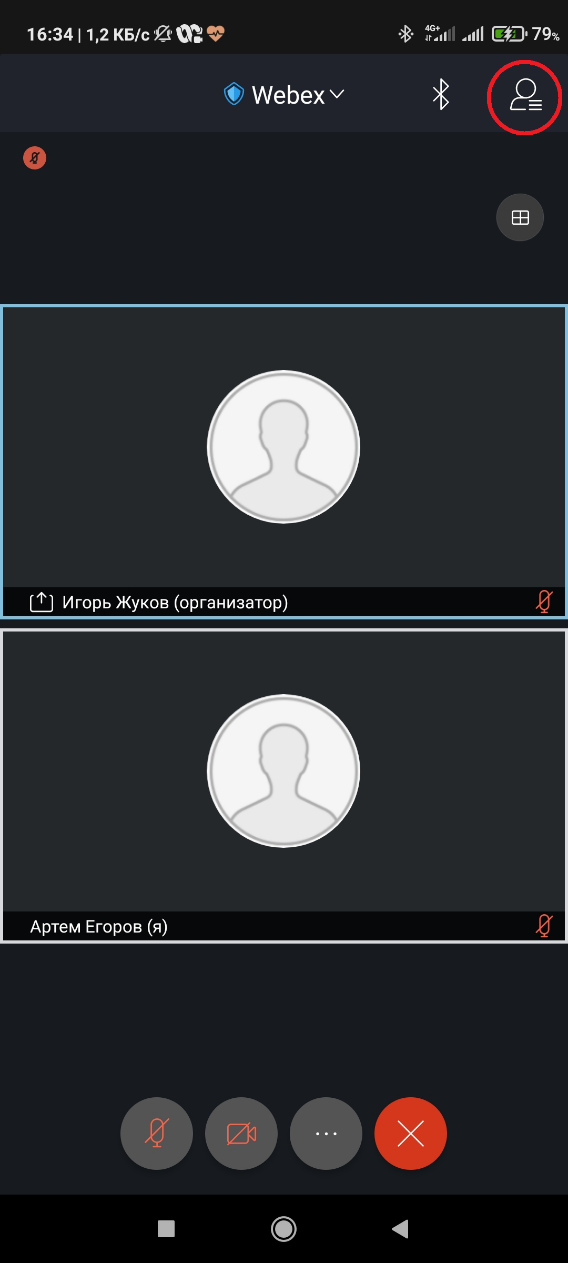 16:34 | 1,2 КБ/с 4G+ 79%
Webex
Игорь Жуков (организатор)
Артем Егоров (я)